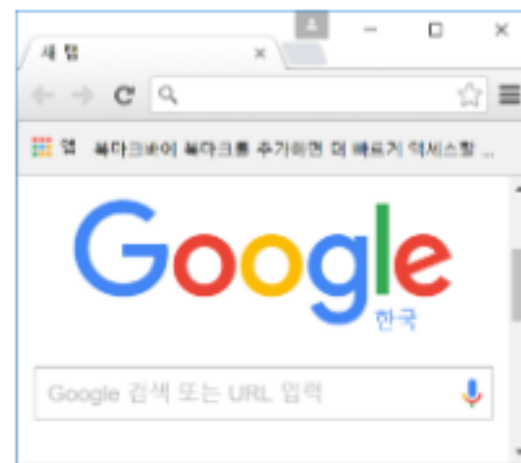 새 탭
앱 북마크바에 북마크를 추가하면 더 빠르게 액세스할 ...
Google
한국
Google 검색 또는 URL 입력